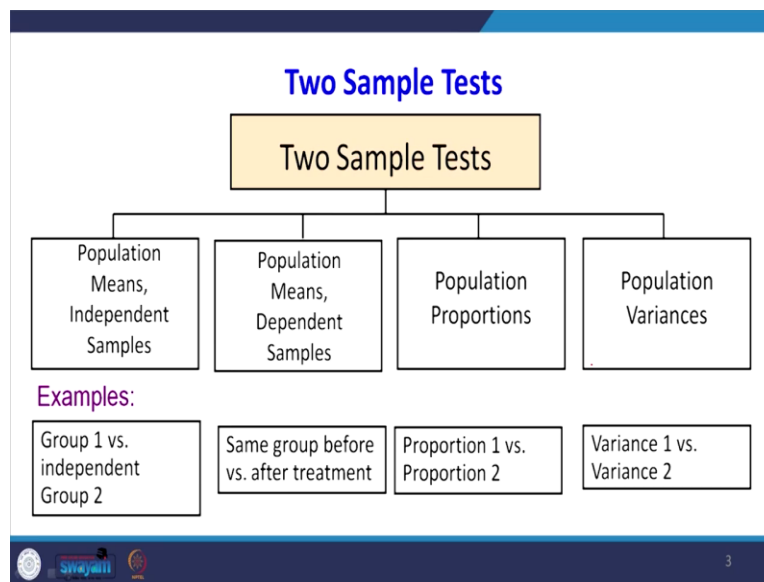 Two Sample Tests
Two Sample Tests
Population
Means,
Independent
Samples
Population
Means,
Dependent
Samples
Population
Proportions
Population
Variances
Examples:
Group 1 vs.
independent
Group 2
Same group before
vs. after treatment
Proportion 1 vs.
Proportion 2
Variance 1 vs.
Variance 2
swayam
3